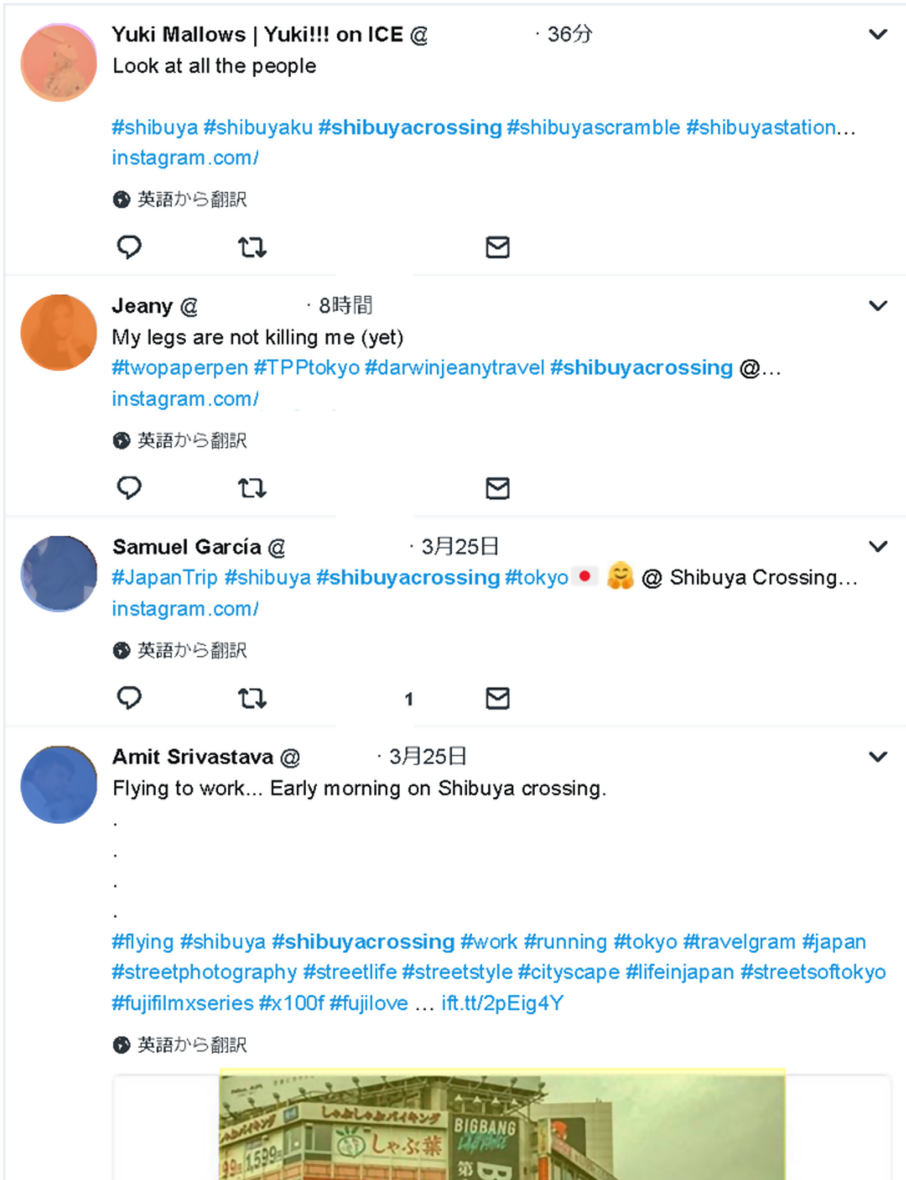 Yuki Mallows | Yuki!!! on ICE @ · 36分
Look at all the people
#shibuya #shibuyaku #shibuyacrossing #shibuyascramble #shibuyastation…
instagram.com/
英語から翻訳
Jeany @ · 8時間
My legs are not killing me (yet)
#twopaperpen #TPPtokyo #darwinjeanytravel #shibuyacrossing @…
instagram.com/
英語から翻訳
Samuel García @ · 3月25日
#JapanTrip #shibuya #shibuyacrossing #tokyo🇯🇵 🤗 @ Shibuya Crossing…
instagram.com/
英語から翻訳
1
Amit Srivastava @ · 3月25日
Flying to work... Early morning on Shibuya crossing.
.
.
.
.
#flying #shibuya #shibuyacrossing #work #running #tokyo #travelgram #japan
#streetphotography #streetlife #streetstyle #cityscape #lifeinjapan #streetsoftokyo
#fujifilmxseries #x100f #fujilove … ift.tt/2pEig4Y
英語から翻訳
しゃぶしゃぶバイキング
しゃぶ葉
1,599
BIGBANG
第